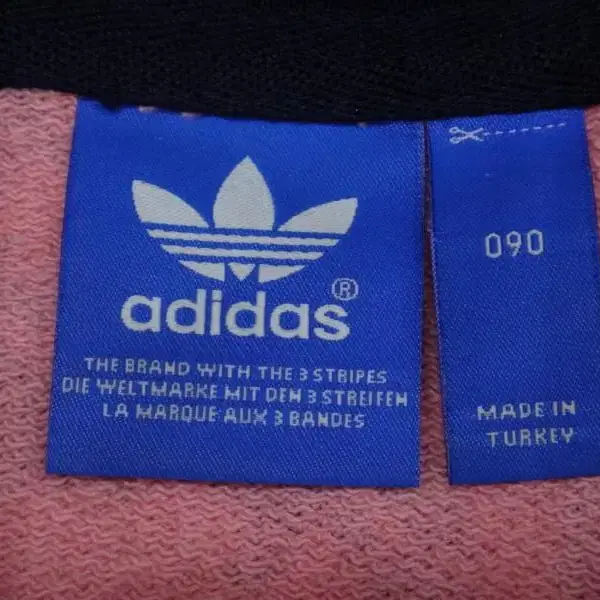 adidas®
THE BRAND WITH THE 3 STRIPES
DIE WELTMARKE MIT DEN 3 STREIFEN
LA MARQUE AUX 3 BANDES
090
MADE IN
TURKEY